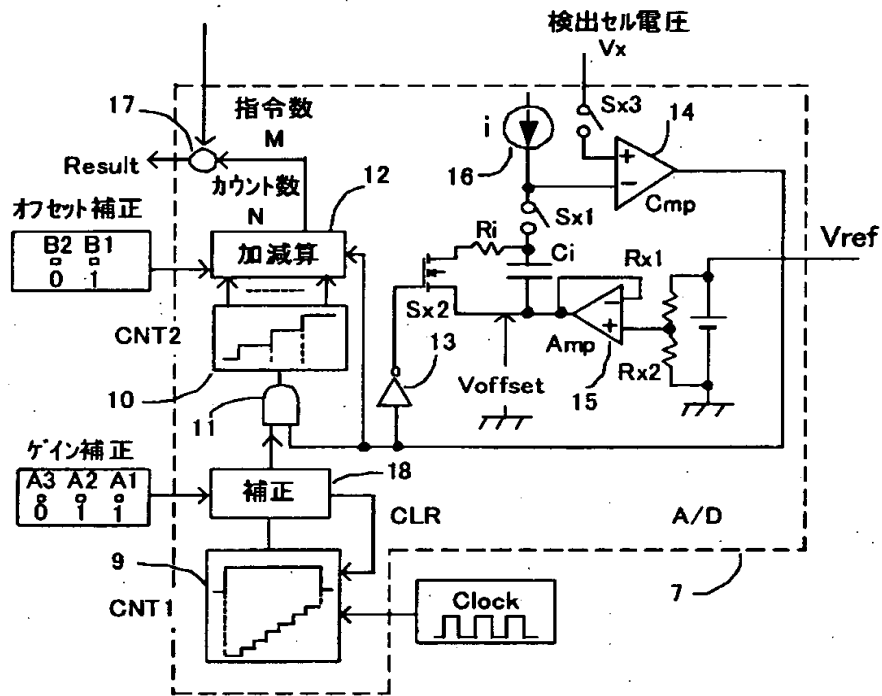 検出セル電圧
Vx
17
指令数
M
i
Sx3
14
Result
16
カウント数
N
12
Cmp
オフセット補正
Sx1
B2 B1
0 1
加減算
Ri
Ci
Rx1
Vref
Sx2
CNT2
13
Amp
10
Voffset
15
Rx2
11
ゲイン補正
18
A3 A2 A1
0 1 1
補正
CLR
A/D
9
7
CNT1
Clock